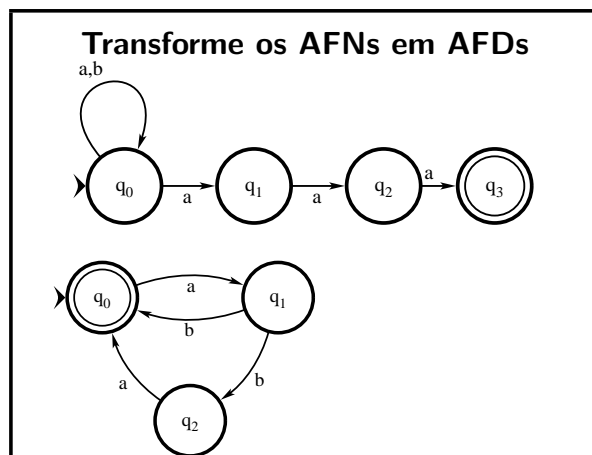 Transforme os AFNs em AFDs
a,b
q0 a q1 a q2 a q3
q0 a q1
b
a b
q2